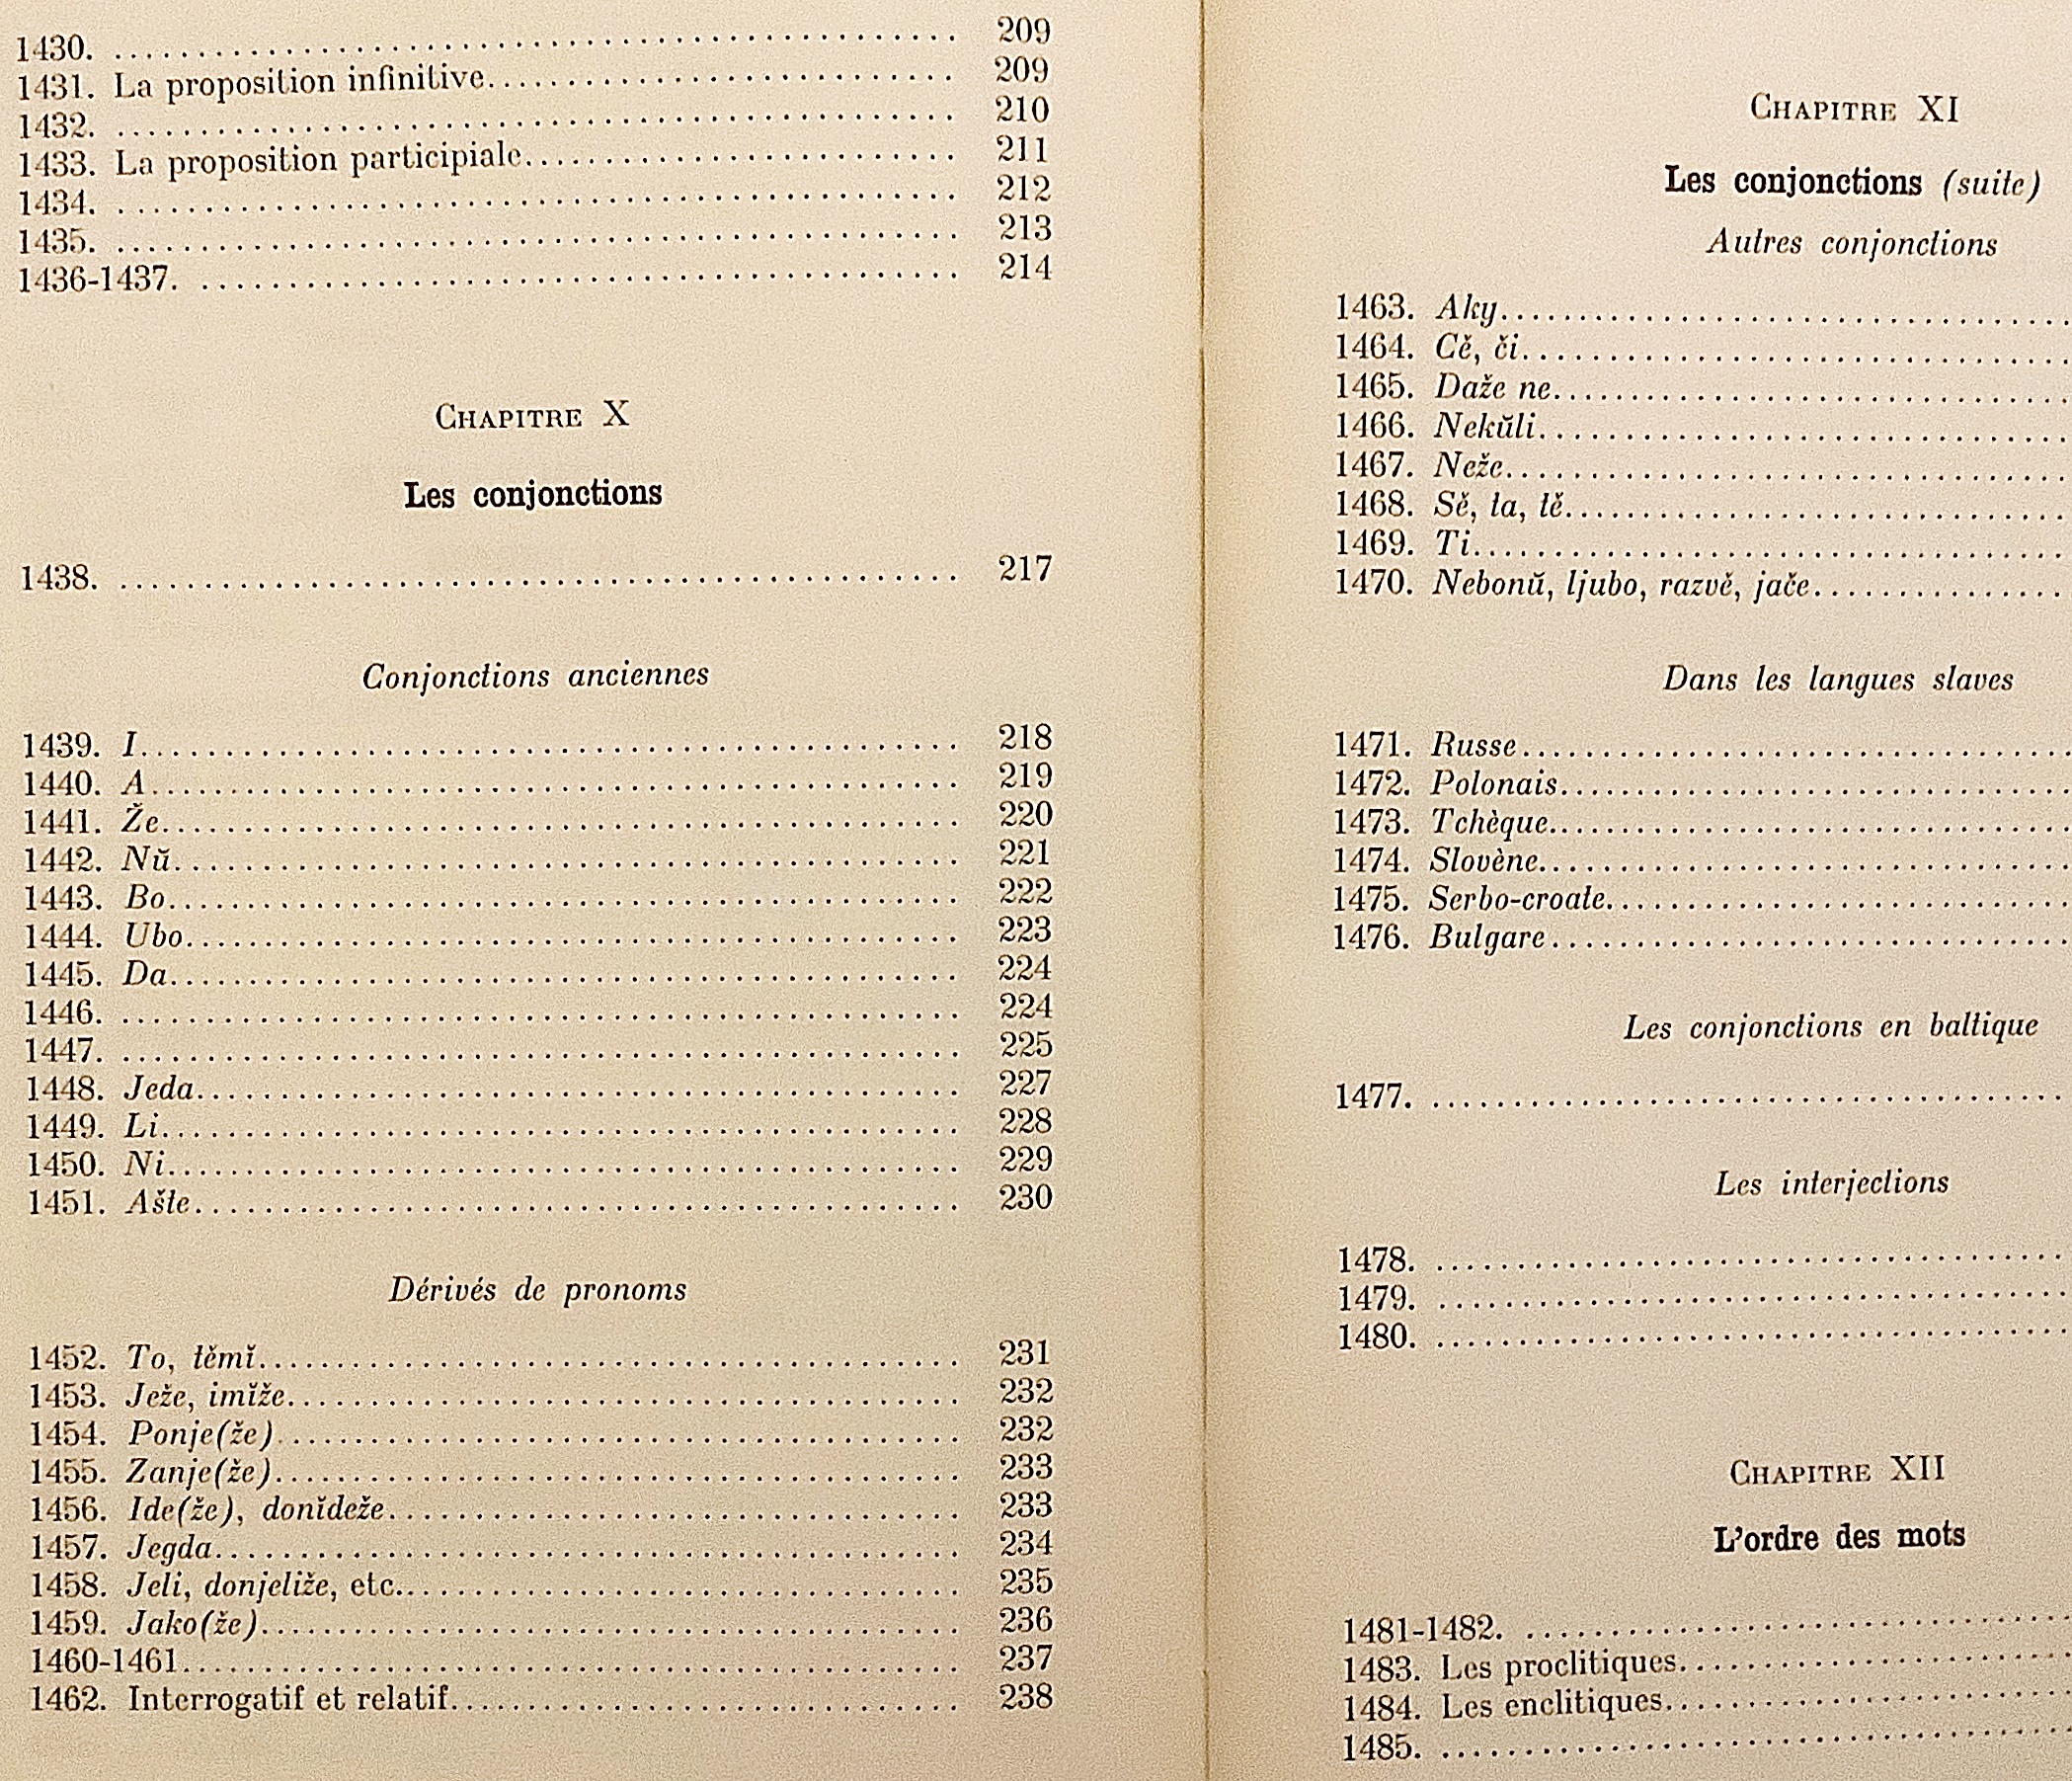 1430. .......... 209
1431. La proposition infinitive.......... 209
1432. .......... 210
1433. La proposition participiale.......... 211
1434. .......... 212
1435. .......... 213
1436-1437. .......... 214
CHAPITRE X
Les conjonctions
1438. .......... 217
Conjonctions anciennes
1439. I.......... 218
1440. A.......... 219
1441. Že.......... 220
1442. Nŭ.......... 221
1443. Bo.......... 222
1444. Ubo.......... 223
1445. Da.......... 224
1446. .......... 224
1447. .......... 225
1448. Jeda.......... 227
1449. Li.......... 228
1450. Ni.......... 229
1451. Ašte.......... 230
Dérivés de pronoms
1452. To, těmĭ.......... 231
1453. Ježe, imĭže.......... 232
1454. Ponje(že).......... 232
1455. Zanje(že).......... 233
1456. Ide(že), donĭdeže.......... 233
1457. Jegda.......... 234
1458. Jeli, donjeliže, etc.......... 235
1459. Jako(že).......... 236
1460-1461.......... 237
1462. Interrogatif et relatif.......... 238
CHAPITRE XI
Les conjonctions (suite)
Autres conjonctions
1463. Aky..........
1464. Cě, či..........
1465. Daže ne..........
1466. Nekŭli..........
1467. Neže..........
1468. Sě, ta, tě..........
1469. Ti..........
1470. Nebonŭ, ljubo, razvě, jače..........
Dans les langues slaves
1471. Russe..........
1472. Polonais..........
1473. Tchèque..........
1474. Slovène..........
1475. Serbo-croate..........
1476. Bulgare..........
Les conjonctions en baltique
1477. ..........
Les interjections
1478. ..........
1479. ..........
1480. ..........
CHAPITRE XII
L'ordre des mots
1481-1482. ..........
1483. Les proclitiques..........
1484. Les enclitiques..........
1485. ..........